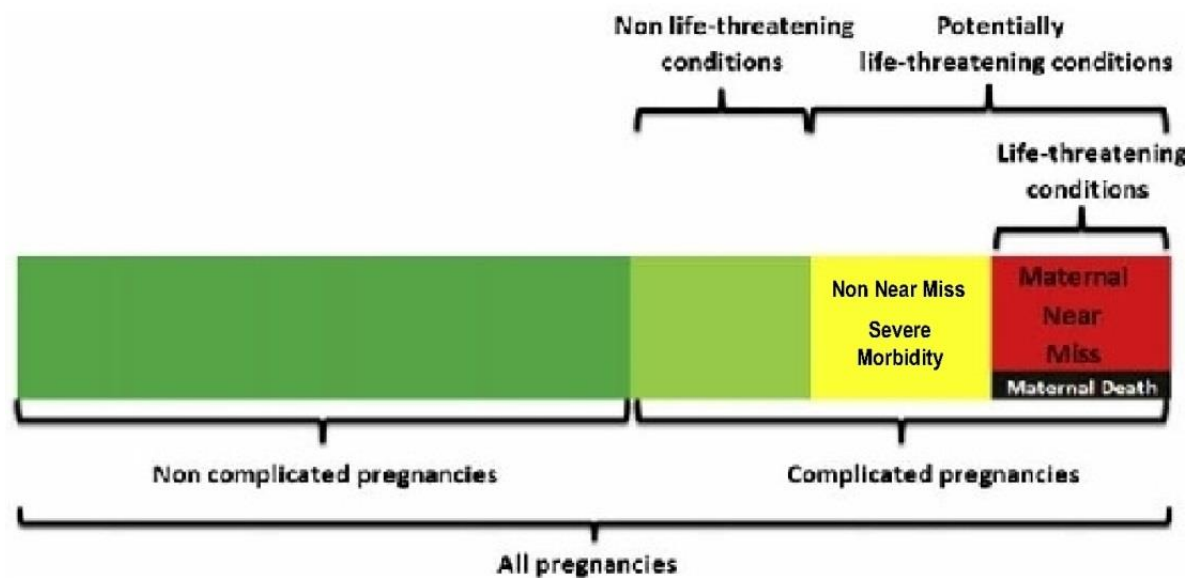 Non life-threatening
conditions
Potentially
life-threatening conditions
Life-threatening
conditions
Non Near Miss
Severe
Morbidity
Maternal
Near
Miss
Maternal Death
Non complicated pregnancies
Complicated pregnancies
All pregnancies